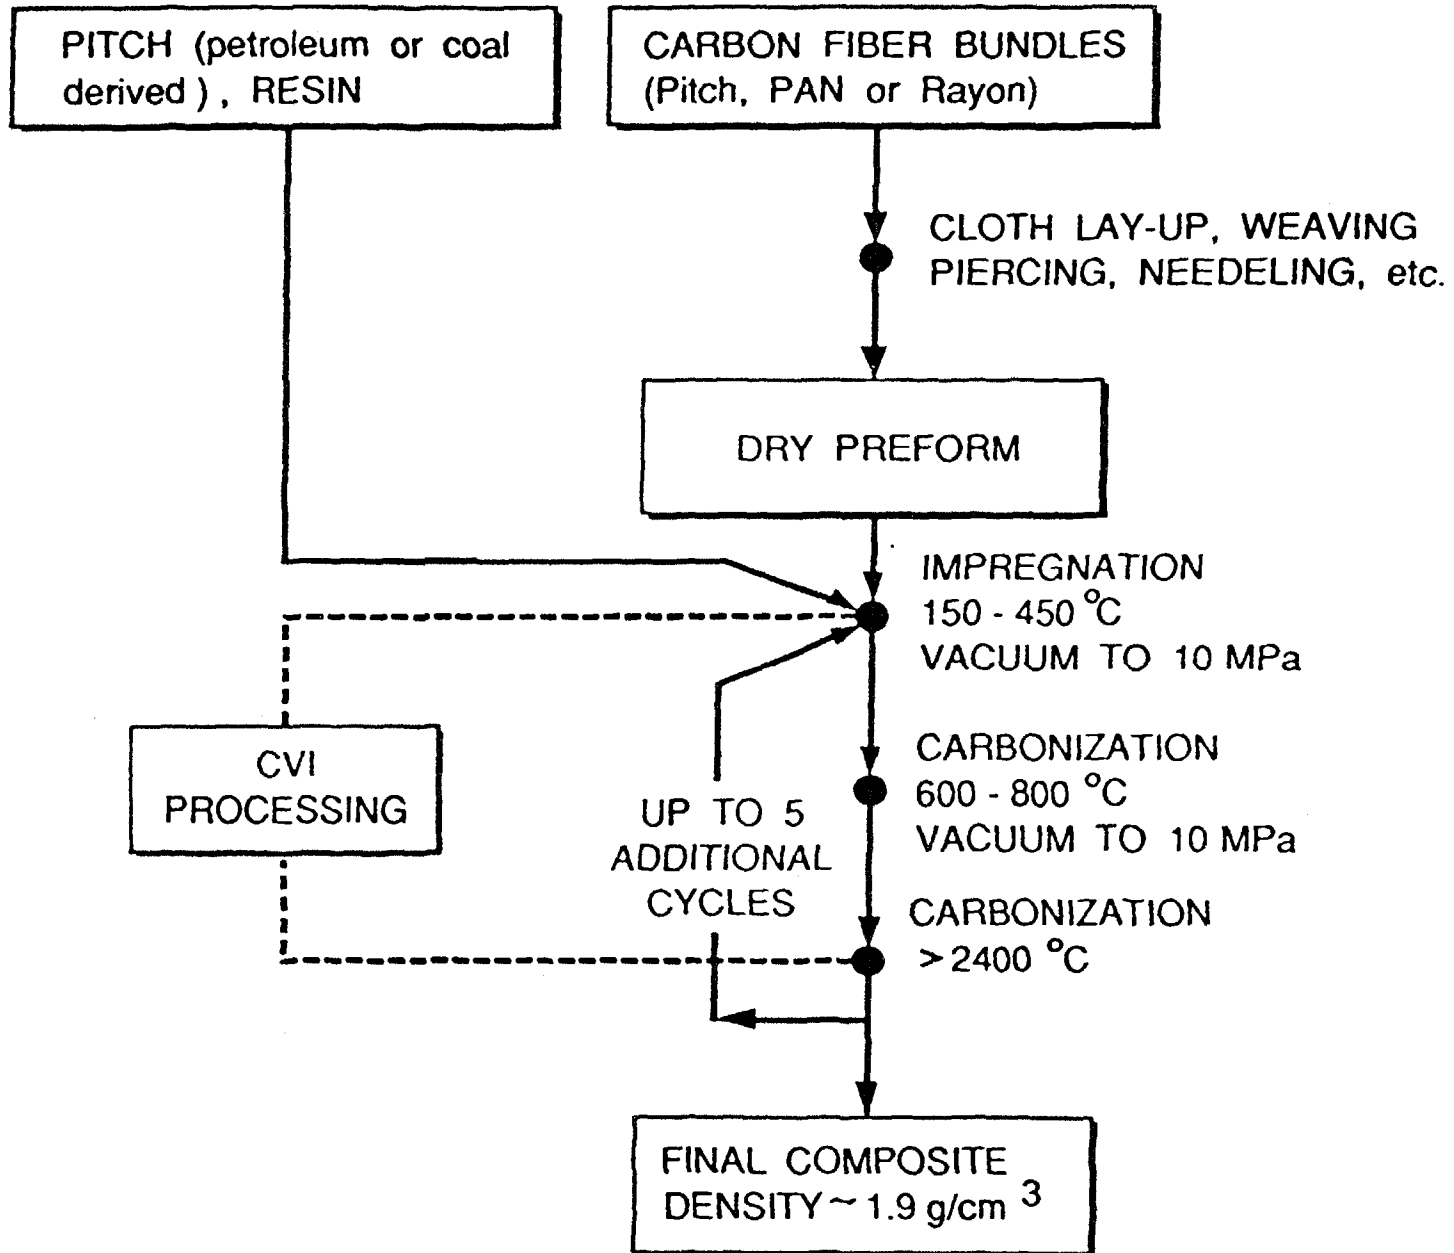 PITCH (petroleum or coal
derived), RESIN
CARBON FIBER BUNDLES
(Pitch, PAN or Rayon)
CLOTH LAY-UP, WEAVING
PIERCING, NEEDELING, etc.
DRY PREFORM
IMPREGNATION
150 - 450 °C
VACUUM TO 10 MPa
CVI
PROCESSING
UP TO 5
ADDITIONAL
CYCLES
CARBONIZATION
600 - 800 °C
VACUUM TO 10 MPa
CARBONIZATION
>2400 °C
FINAL COMPOSITE
DENSITY ~ 1.9 g/cm 3